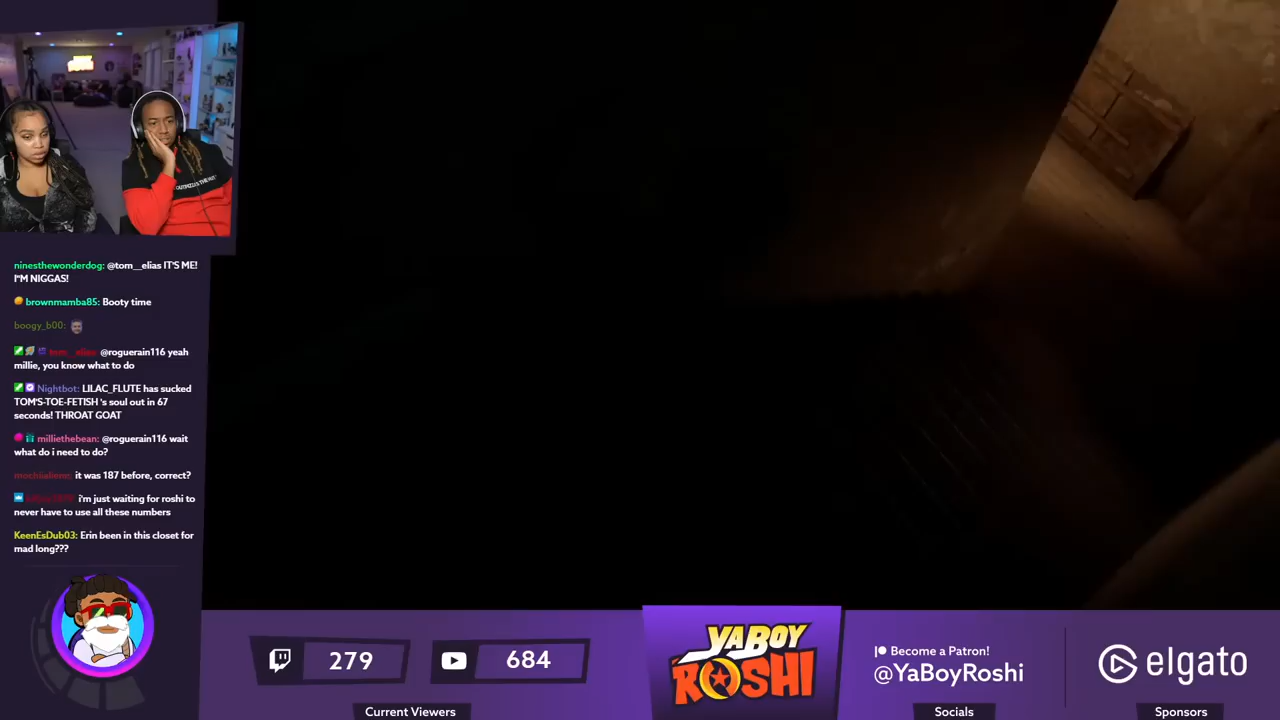 ninesthewonderdog: @tom__elias IT'S ME!
I"M NIGGAS!
brownmamba85: Booty time
boogy_b00:
tom__elias: @roguerain116 yeah
millie, you know what to do
Nightbot: LILAC_FLUTE has sucked
TOM'S-TOE-FETISH 's soul out in 67
seconds! THROAT GOAT
milliethebean: @roguerain116 wait
what do i need to do?
it was 187 before, correct?
i'm just waiting for roshi to
never have to use all these numbers
KeenEsDub03: Erin been in this closet for
mad long???
279
684
Current Viewers
YABOY
ROSHI
Become a Patron!
@YaBoyRoshi
Socials
elgato
Sponsors